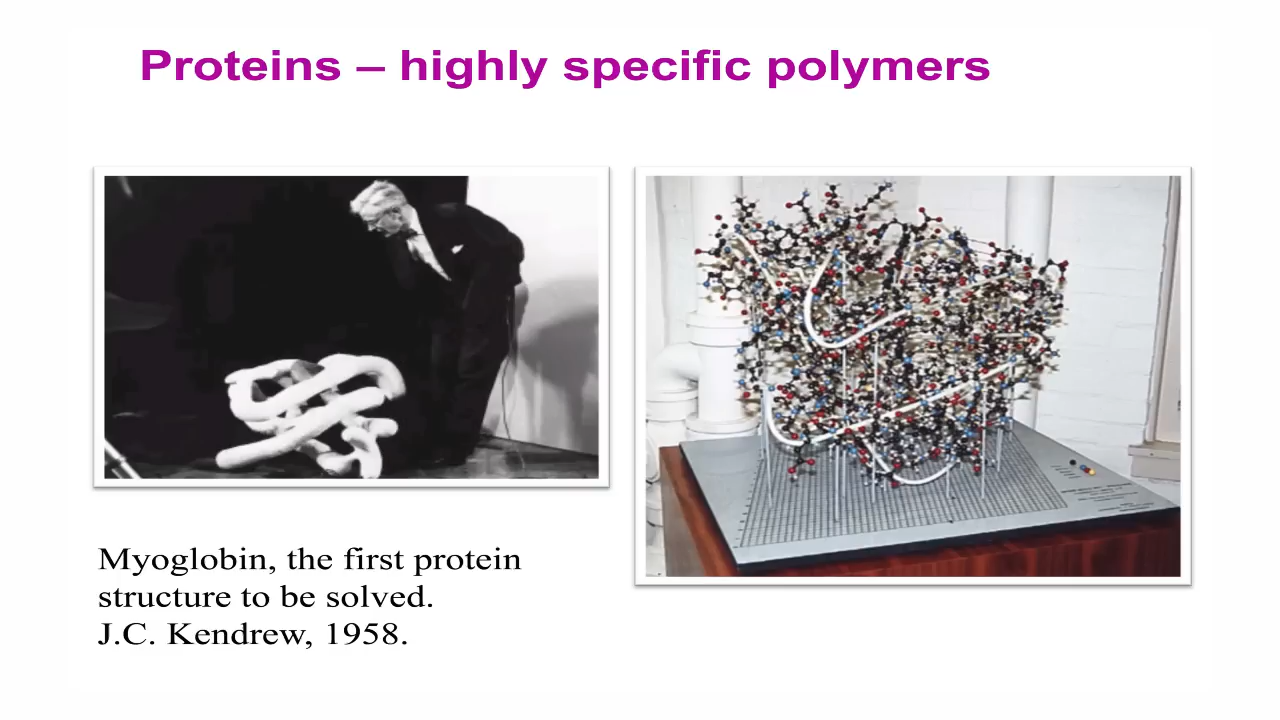 Proteins – highly specific polymers
Myoglobin, the first protein
structure to be solved.
J.C. Kendrew, 1958.